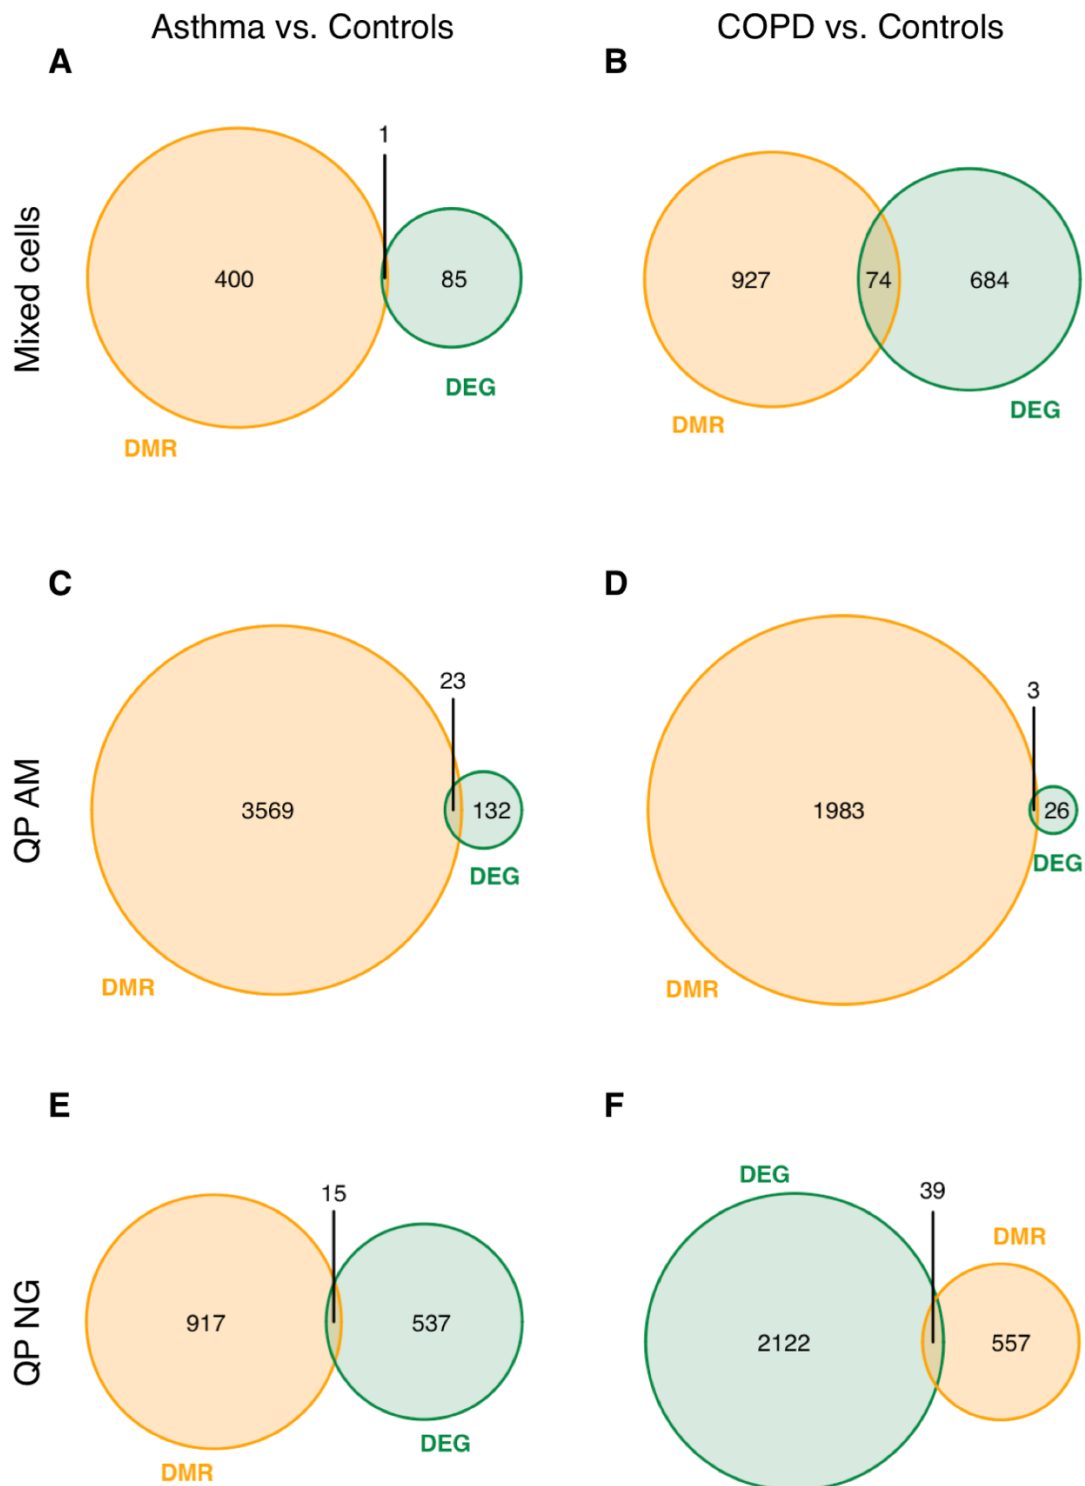 Asthma vs. Controls
COPD vs. Controls
A
B
Mixed cells
1
400
85
DEG
DMR
927
74
684
DMR
DEG
C
D
QP AM
23
3569
132
DEG
DMR
3
1983
26
DEG
DMR
E
F
QP NG
15
917
537
DEG
DMR
DEG
39
DMR
2122
557